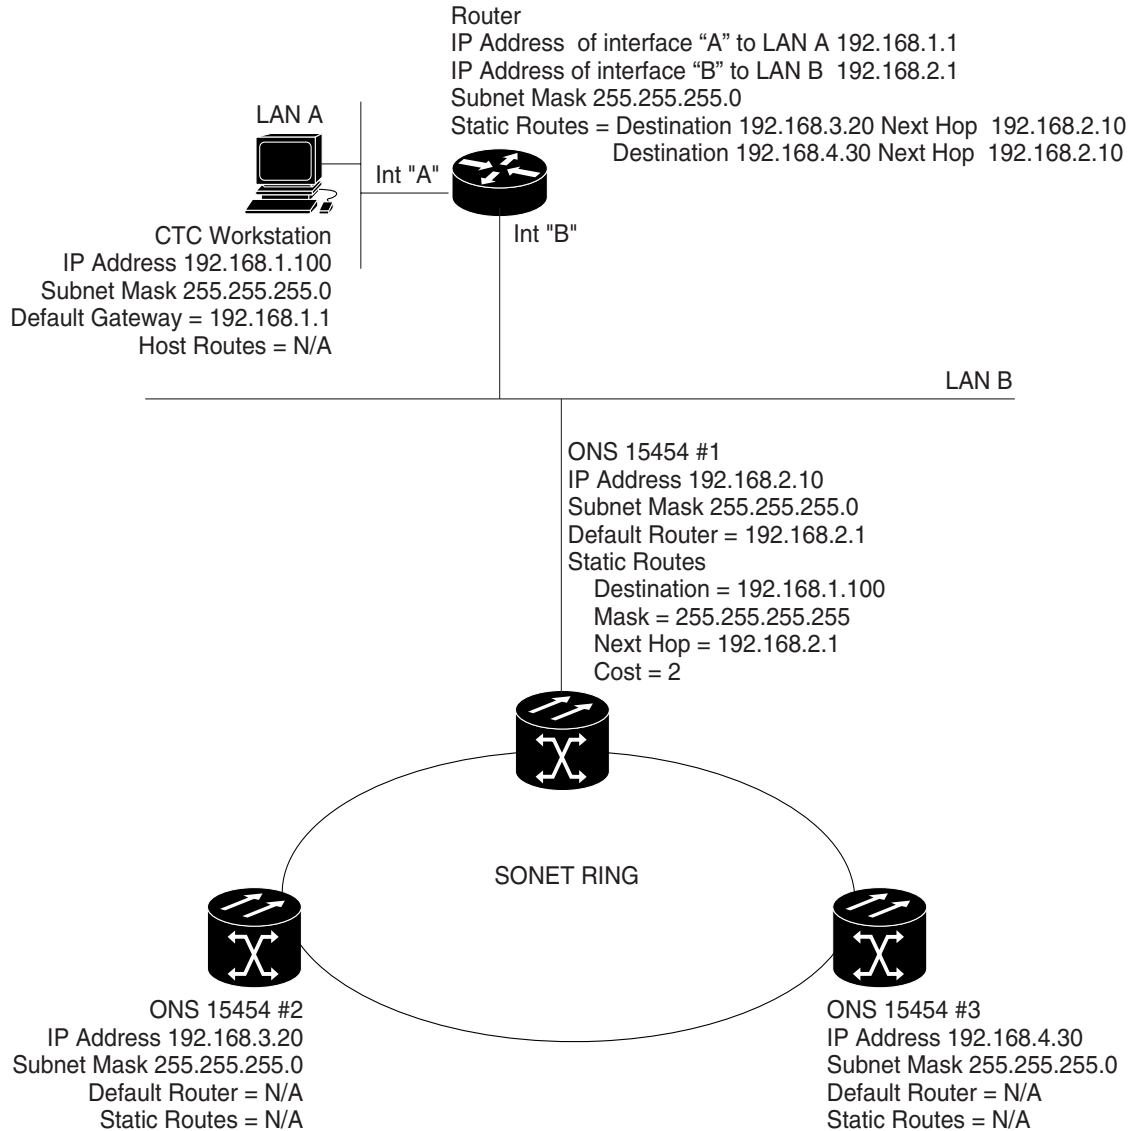 Router
IP Address  of interface “A” to LAN A 192.168.1.1
IP Address of interface “B” to LAN B  192.168.2.1
Subnet Mask 255.255.255.0
Static Routes = Destination 192.168.3.20 Next Hop  192.168.2.10
Destination 192.168.4.30 Next Hop  192.168.2.10
LAN A
Int "A"
Int "B"
CTC Workstation
IP Address 192.168.1.100
Subnet Mask 255.255.255.0
Default Gateway = 192.168.1.1
Host Routes = N/A
LAN B
ONS 15454 #1
IP Address 192.168.2.10
Subnet Mask 255.255.255.0
Default Router = 192.168.2.1
Static Routes
Destination = 192.168.1.100
Mask = 255.255.255.255
Next Hop = 192.168.2.1
Cost = 2
SONET RING
ONS 15454 #2
IP Address 192.168.3.20
Subnet Mask 255.255.255.0
Default Router = N/A
Static Routes = N/A
ONS 15454 #3
IP Address 192.168.4.30
Subnet Mask 255.255.255.0
Default Router = N/A
Static Routes = N/A